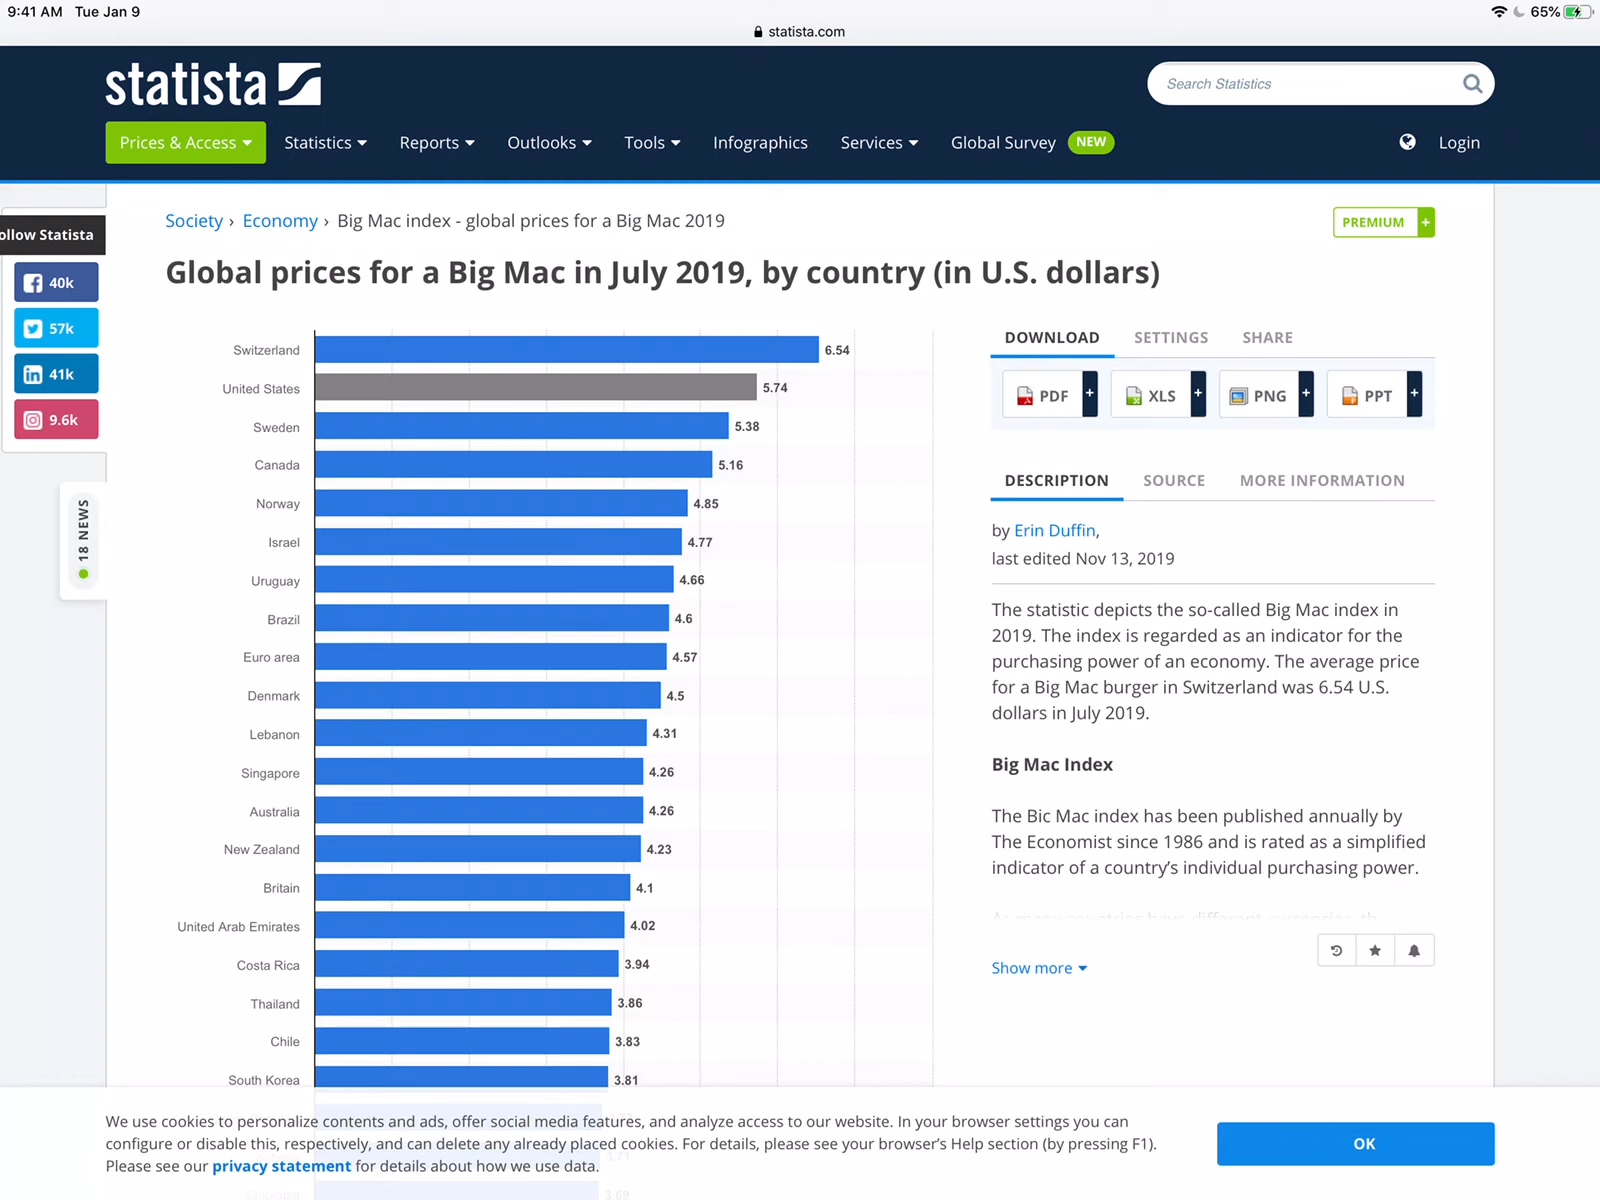 9:41 AM Tue Jan 9
65%
statista.com
statista
Search Statistics
Prices & Access
Statistics
Reports
Outlooks
Tools
Infographics
Services
Global Survey
NEW
Login
ollow Statista
40k
57k
41k
9.6k
18 NEWS
Society › Economy › Big Mac index - global prices for a Big Mac 2019
PREMIUM +
Global prices for a Big Mac in July 2019, by country (in U.S. dollars)
Switzerland 6.54
United States 5.74
Sweden 5.38
Canada 5.16
Norway 4.85
Israel 4.77
Uruguay 4.66
Brazil 4.6
Euro area 4.57
Denmark 4.5
Lebanon 4.31
Singapore 4.26
Australia 4.26
New Zealand 4.23
Britain 4.1
United Arab Emirates 4.02
Costa Rica 3.94
Thailand 3.86
Chile 3.83
South Korea 3.81
DOWNLOAD SETTINGS SHARE
PDF + XLS + PNG + PPT +
DESCRIPTION SOURCE MORE INFORMATION
by Erin Duffin,
last edited Nov 13, 2019
The statistic depicts the so-called Big Mac index in
2019. The index is regarded as an indicator for the
purchasing power of an economy. The average price
for a Big Mac burger in Switzerland was 6.54 U.S.
dollars in July 2019.
Big Mac Index
The Bic Mac index has been published annually by
The Economist since 1986 and is rated as a simplified
indicator of a country's individual purchasing power.
As many countries have different currencies, the
Show more
We use cookies to personalize contents and ads, offer social media features, and analyze access to our website. In your browser settings you can
configure or disable this, respectively, and can delete any already placed cookies. For details, please see your browser's Help section (by pressing F1).
Please see our privacy statement for details about how we use data.
OK
Colombia 3.69